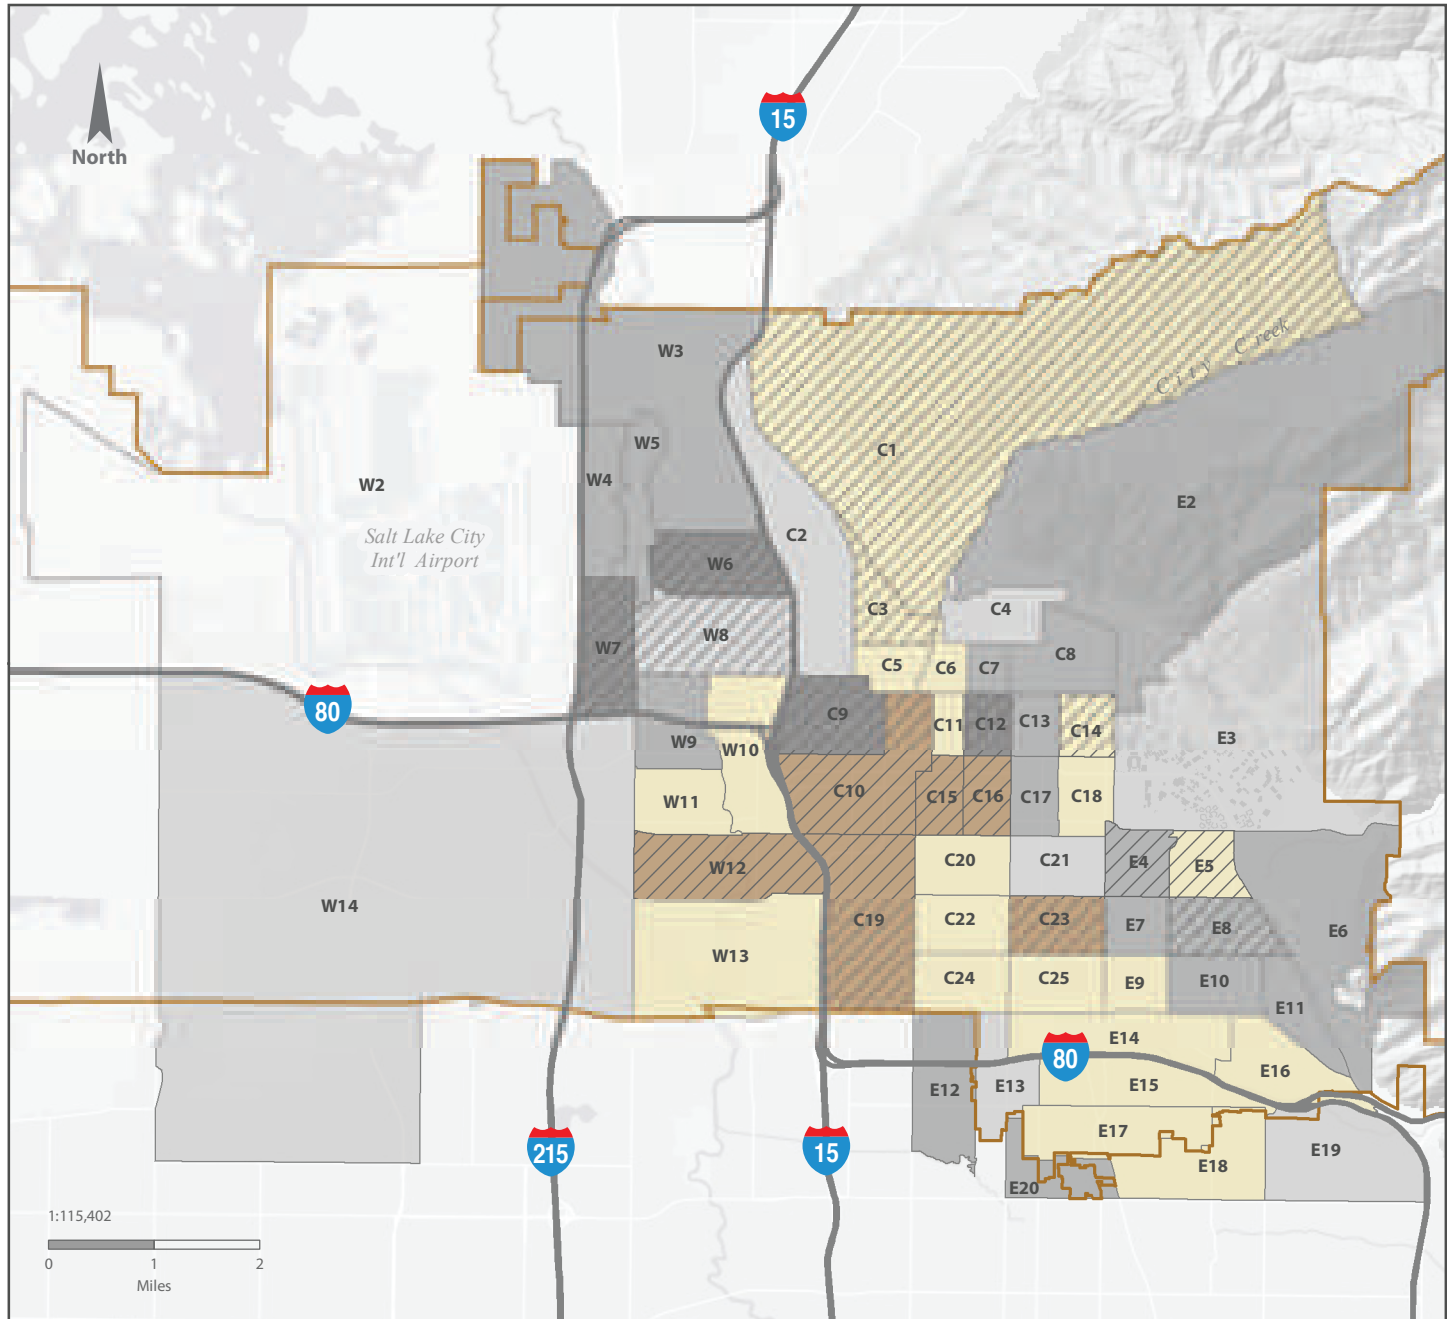 15
North
W3
City Creek
W5
C1
W4
W2
E2
Salt Lake City
Int'l Airport
C2
W6
C3
C4
W8
W7
C8
C5
C6
C7
80
C9
C11
C12
C13
C14
E3
W9
W10
C10
C15
C16
C17
C18
W11
C20
C21
E4
E5
W12
W14
C19
C22
C23
E7
E8
E6
W13
C24
C25
E9
E10
E11
E14
80
E16
E12
E13
E15
E17
215
15
E18
E19
E20
1:115,402
0
1
2
Miles